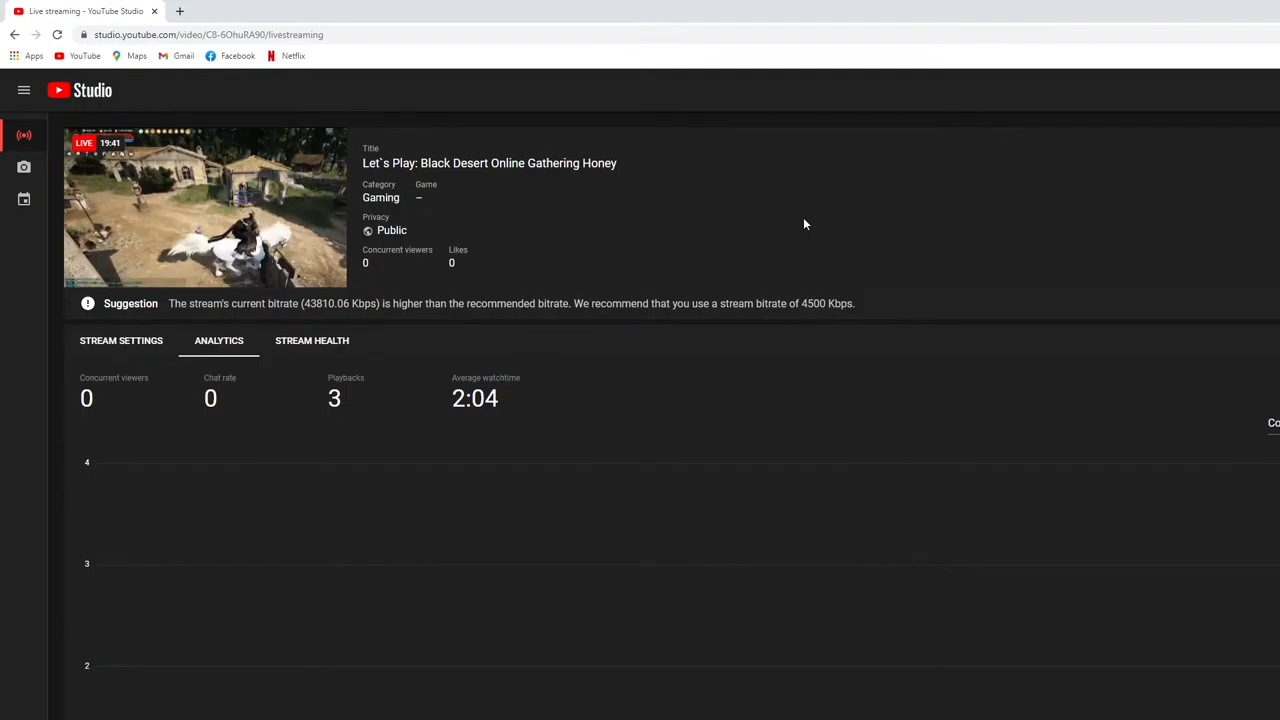 Live streaming - YouTube Studio
studio.youtube.com/video/C8-6OhuRA90/livestreaming
Apps YouTube Maps Gmail Facebook Netflix
Studio
LIVE 19:41
Title
Let`s Play: Black Desert Online Gathering Honey
Category Game
Gaming –
Privacy
Public
Concurrent viewers Likes
0 0
Suggestion The stream's current bitrate (43810.06 Kbps) is higher than the recommended bitrate. We recommend that you use a stream bitrate of 4500 Kbps.
STREAM SETTINGS ANALYTICS STREAM HEALTH
Concurrent viewers Chat rate Playbacks Average watchtime
0 0 3 2:04
Co
4
3
2